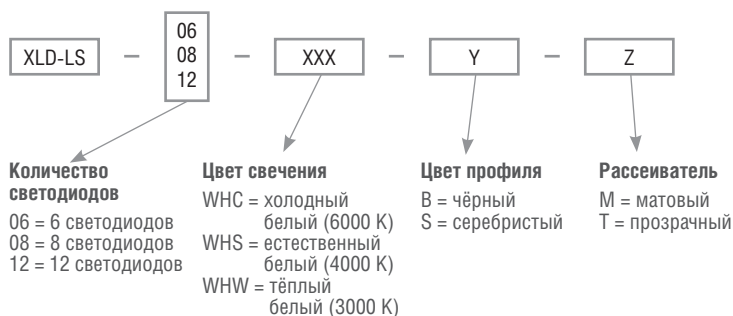 XLD-LS – 06 – XXX – Y – Z
08
12
Количество
светодиодов
06 = 6 светодиодов
08 = 8 светодиодов
12 = 12 светодиодов
Цвет свечения
WHC = холодный
белый (6000 K)
WHS = естественный
белый (4000 K)
WHW = тёплый
белый (3000 K)
Цвет профиля
B = чёрный
S = серебристый
Рассеиватель
M = матовый
T = прозрачный